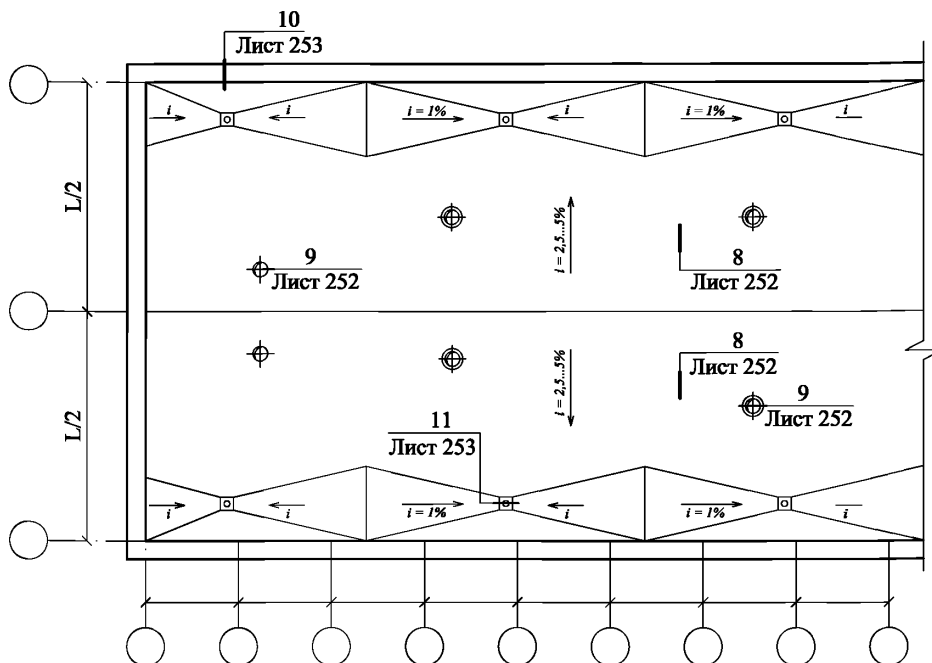 10
Лист 253
i
i
i = 1%
i
i = 1%
i
L/2
i = 2,5...5%
9
Лист 252
8
Лист 252
L/2
i = 2,5...5%
8
Лист 252
9
Лист 252
11
Лист 253
i
i
i = 1%
i
i = 1%
i